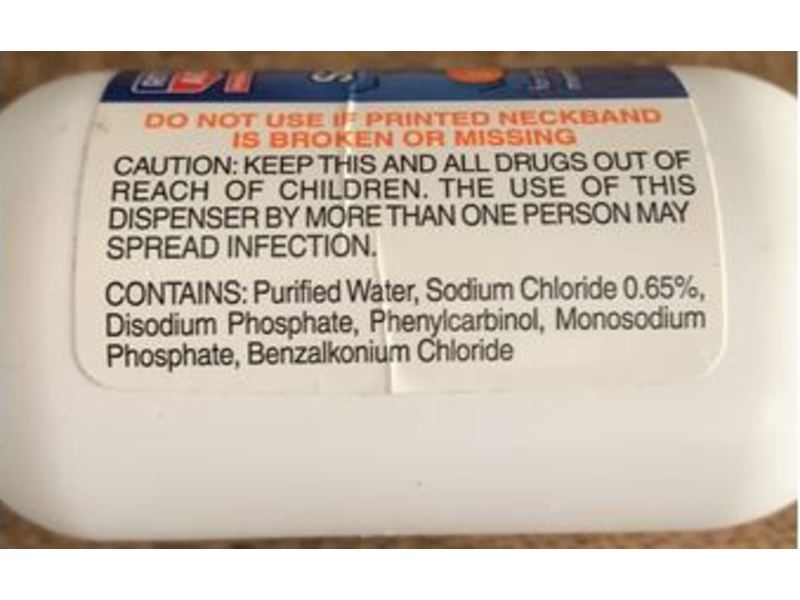 DO NOT USE IF PRINTED NECKBAND
IS BROKEN OR MISSING
CAUTION: KEEP THIS AND ALL DRUGS OUT OF
REACH OF CHILDREN. THE USE OF THIS
DISPENSER BY MORE THAN ONE PERSON MAY
SPREAD INFECTION.
CONTAINS: Purified Water, Sodium Chloride 0.65%,
Disodium Phosphate, Phenylcarbinol, Monosodium
Phosphate, Benzalkonium Chloride